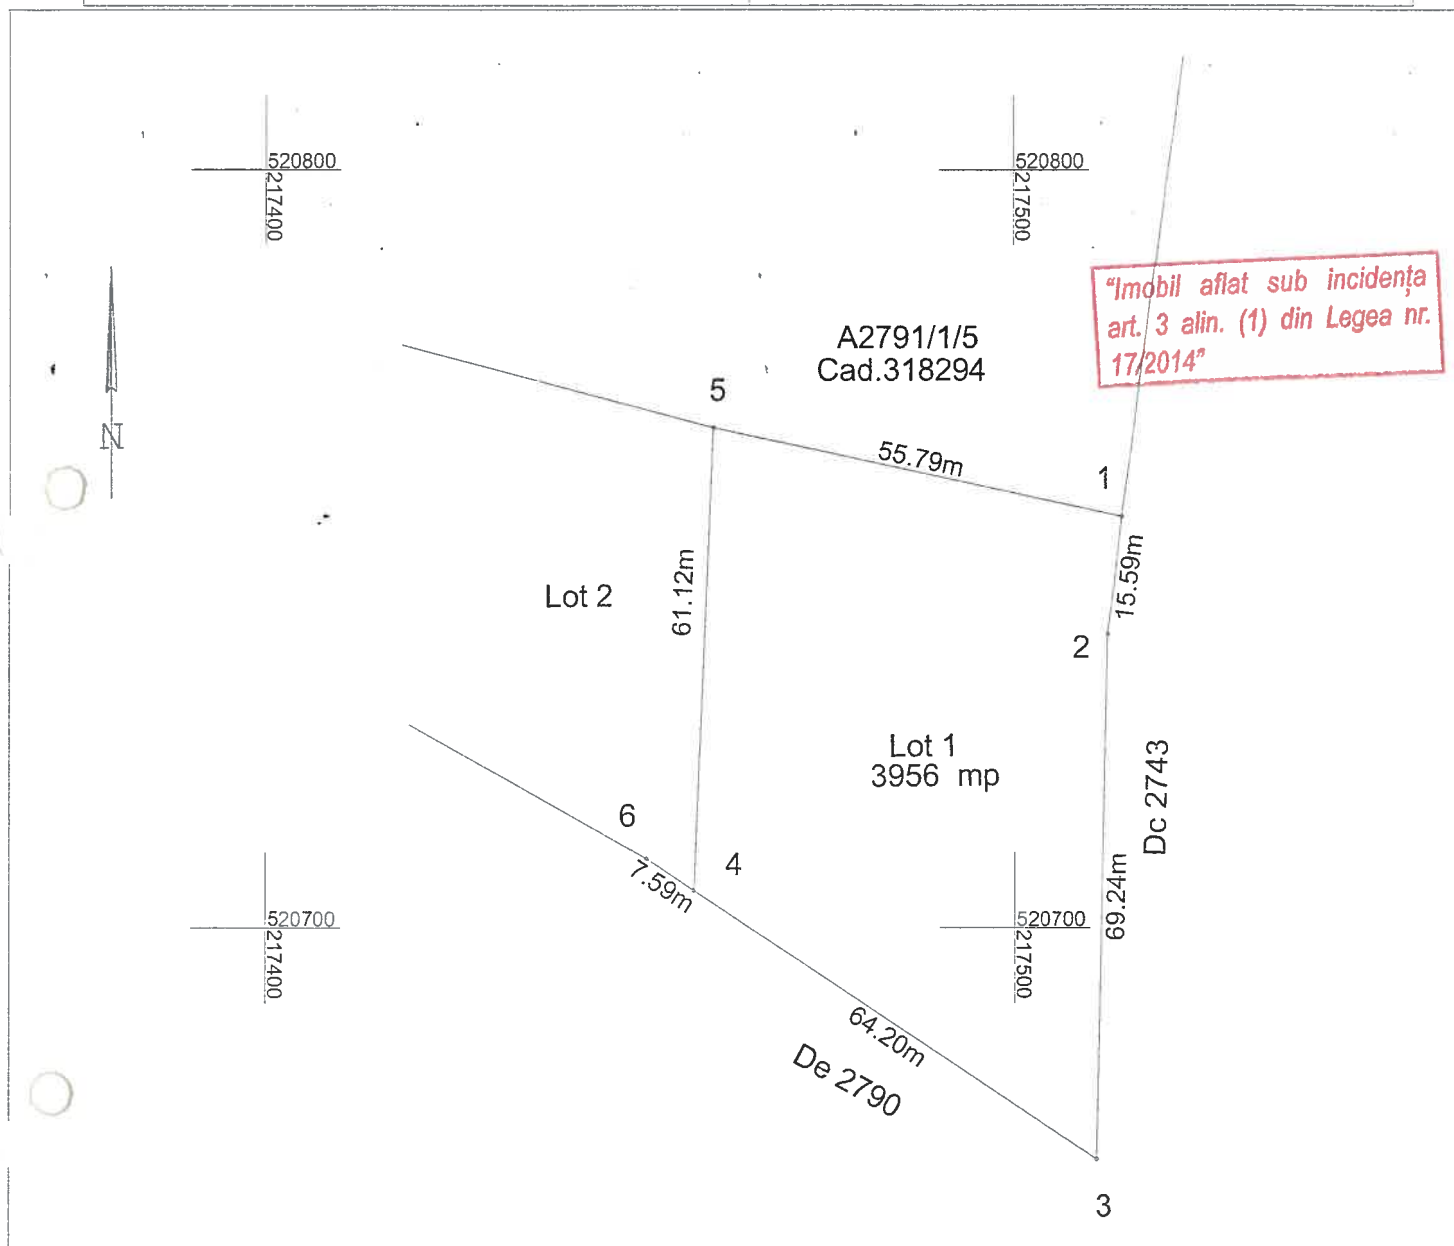 520800
217400
520800
217500
"Imobil aflat sub incidența
art. 3 alin. (1) din Legea nr.
17/2014"
A2791/1/5
Cad.318294
5
N
55.79m
1
15.59m
61.12m
Lot 2
2
Lot 1
3956 mp
Dc 2743
6
4
7.59m
69.24m
520700
217400
520700
217500
64.20m
De 2790
3